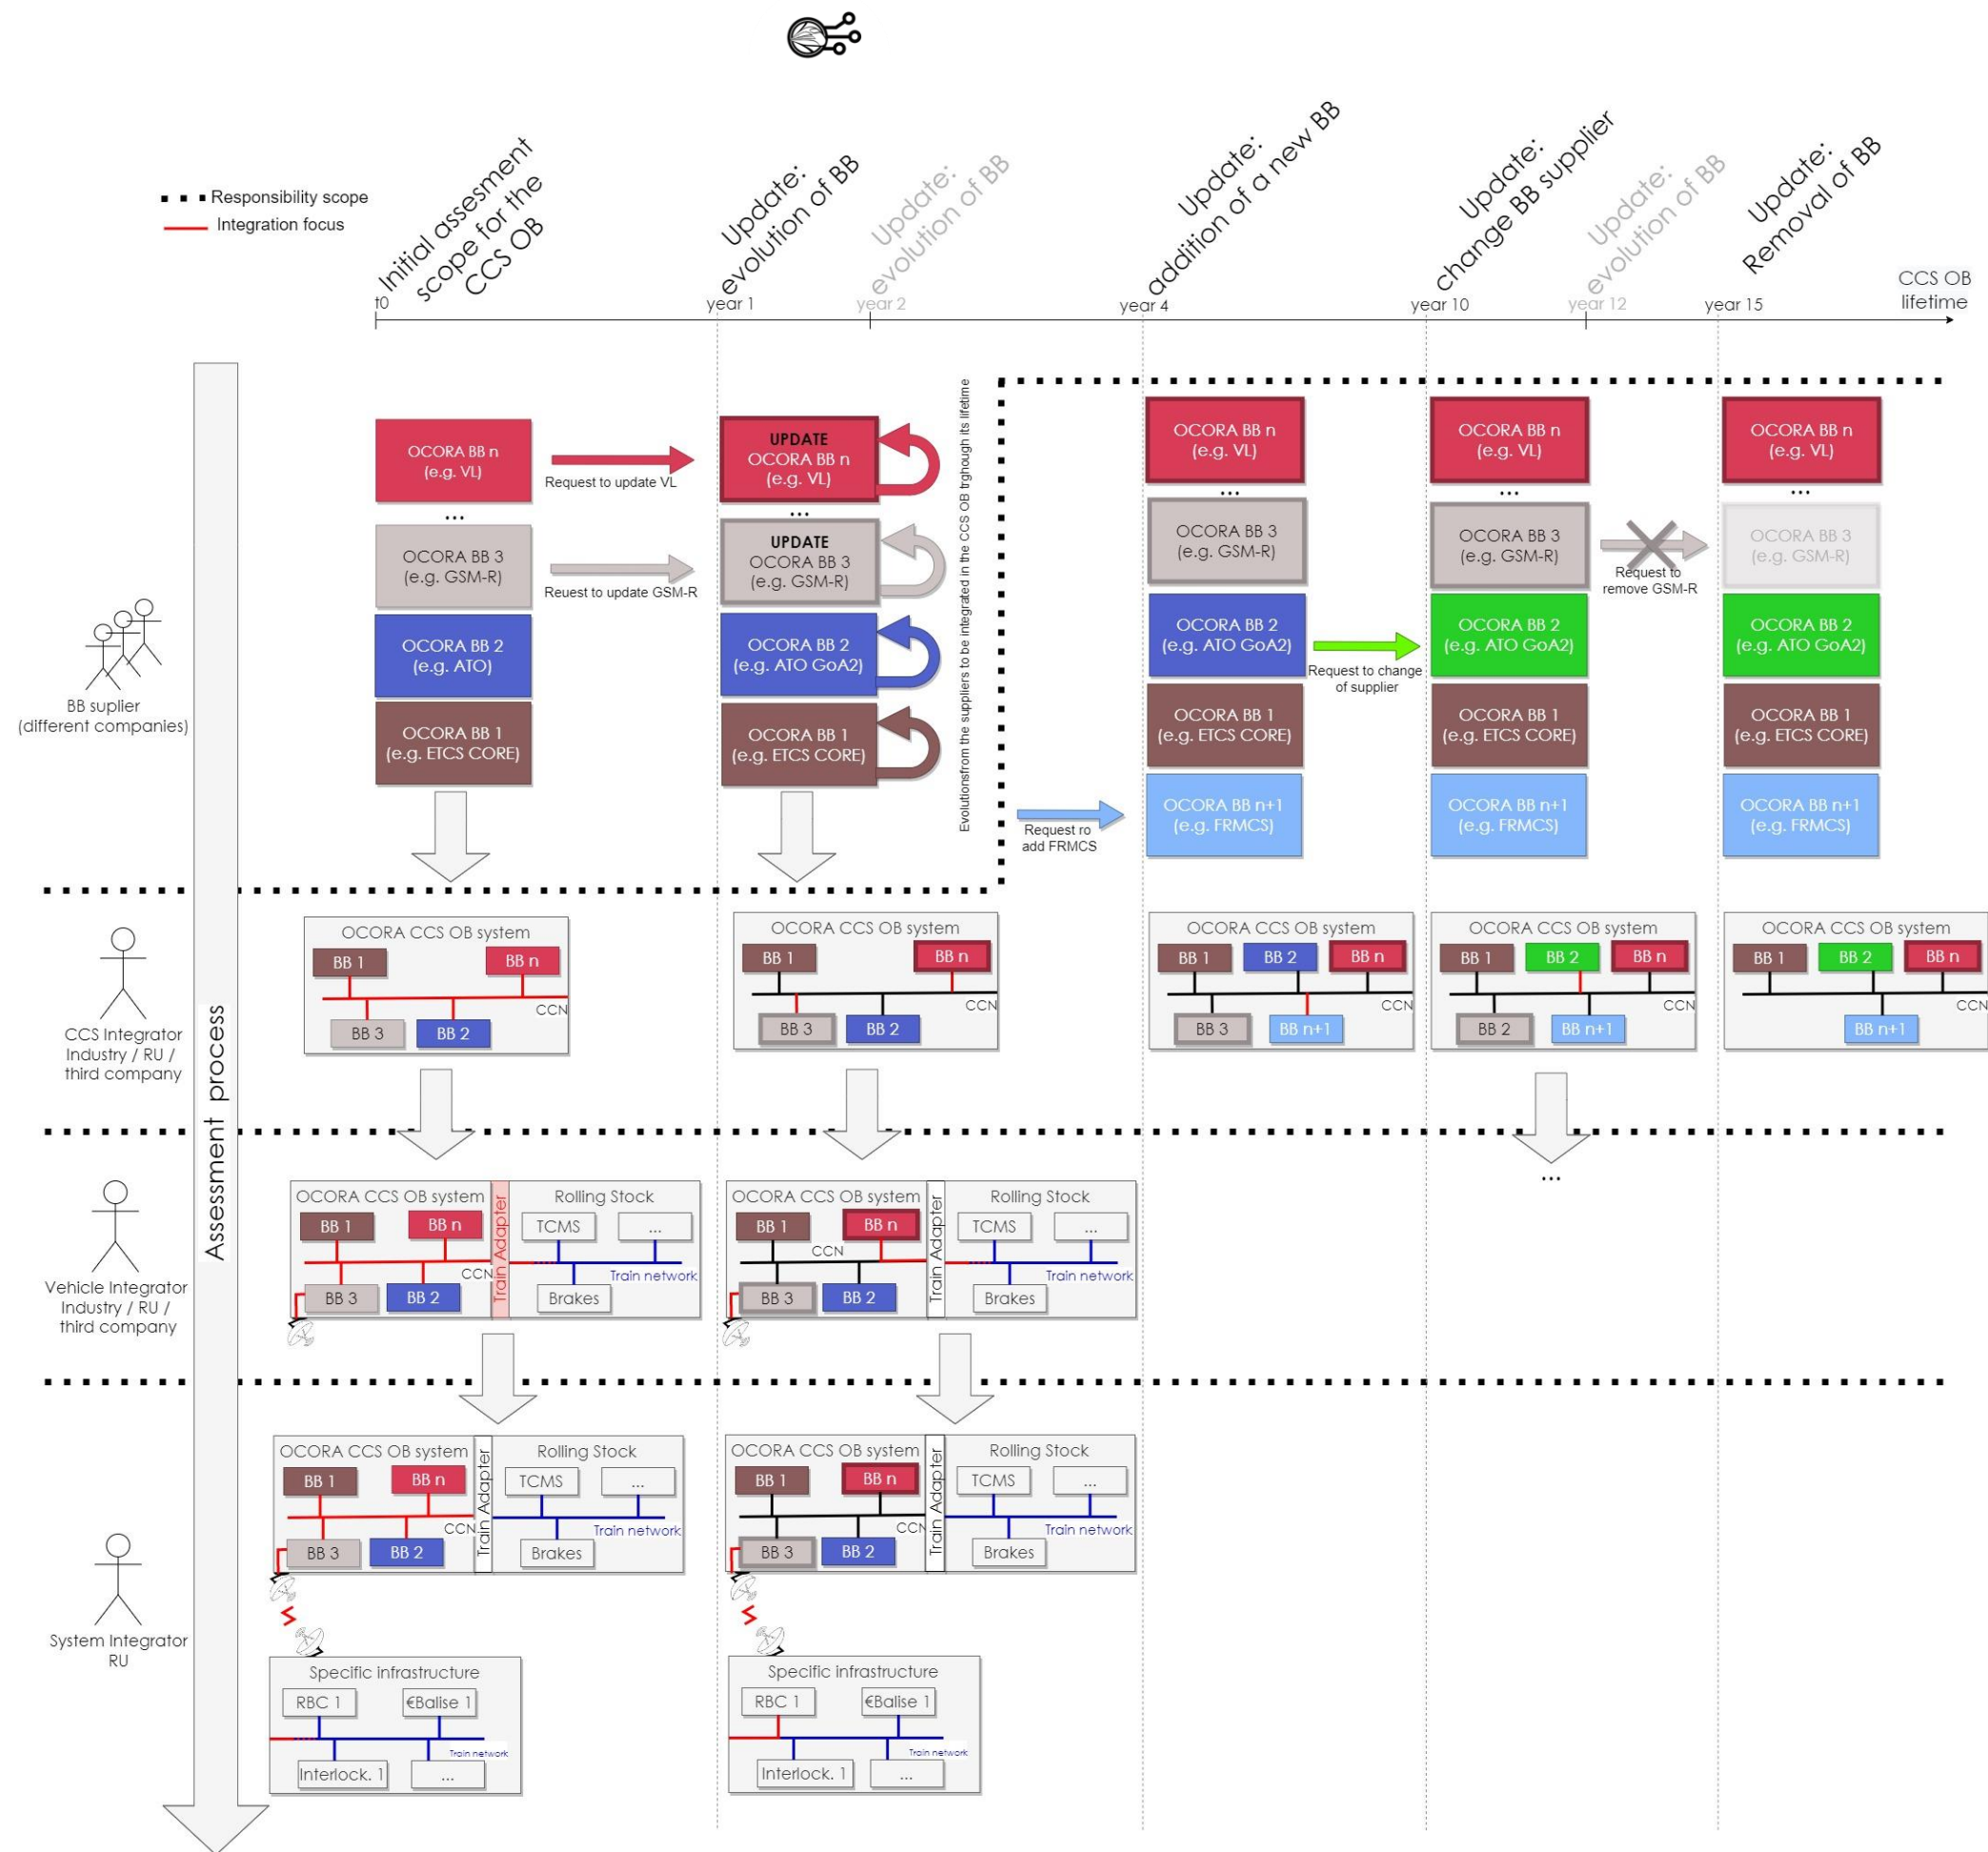 Responsibility scope
Integration focus
Initial assesment
scope for the
CCS OB
Update:
evolution of BB
Update:
evolution of BB
Update:
addition of a new BB
Update:
change BB supplier
Update:
evolution of BB
Update:
Removal of BB
CCS OB
lifetime
t0
year 1
year 2
year 4
year 10
year 12
year 15
Assessment process
BB suplier
(different companies)
OCORA BB n
(e.g. VL)
...
OCORA BB 3
(e.g. GSM-R)
OCORA BB 2
(e.g. ATO)
OCORA BB 1
(e.g. ETCS CORE)
Request to update VL
Reuest to update GSM-R
UPDATE
OCORA BB n
(e.g. VL)
...
UPDATE
OCORA BB 3
(e.g. GSM-R)
OCORA BB 2
(e.g. ATO GoA2)
OCORA BB 1
(e.g. ETCS CORE)
Evolutionsfrom the suppliers to be integrated in the CCS OB trghough its lifetime
Request ro
add FRMCS
OCORA BB n
(e.g. VL)
...
OCORA BB 3
(e.g. GSM-R)
OCORA BB 2
(e.g. ATO GoA2)
OCORA BB 1
(e.g. ETCS CORE)
OCORA BB n+1
(e.g. FRMCS)
Request to change
of supplier
OCORA BB n
(e.g. VL)
...
OCORA BB 3
(e.g. GSM-R)
OCORA BB 2
(e.g. ATO GoA2)
OCORA BB 1
(e.g. ETCS CORE)
OCORA BB n+1
(e.g. FRMCS)
Request to
remove GSM-R
OCORA BB n
(e.g. VL)
...
OCORA BB 3
(e.g. GSM-R)
OCORA BB 2
(e.g. ATO GoA2)
OCORA BB 1
(e.g. ETCS CORE)
OCORA BB n+1
(e.g. FRMCS)
CCS Integrator
Industry / RU /
third company
OCORA CCS OB system
BB 1
BB n
CCN
BB 3
BB 2
OCORA CCS OB system
BB 1
BB n
CCN
BB 3
BB 2
OCORA CCS OB system
BB 1
BB 2
BB n
CCN
BB 3
BB n+1
OCORA CCS OB system
BB 1
BB 2
BB n
CCN
BB 2
BB n+1
OCORA CCS OB system
BB 1
BB 2
BB n
CCN
BB n+1
...
Vehicle Integrator
Industry / RU /
third company
OCORA CCS OB system
BB 1
BB n
CCN
BB 3
BB 2
Train Adapter
Rolling Stock
TCMS
...
Train network
Brakes
OCORA CCS OB system
BB 1
BB n
CCN
BB 3
BB 2
Train Adapter
Rolling Stock
TCMS
...
Train network
Brakes
System Integrator
RU
OCORA CCS OB system
BB 1
BB n
CCN
BB 3
BB 2
Train Adapter
Rolling Stock
TCMS
...
Train network
Brakes
OCORA CCS OB system
BB 1
BB n
CCN
BB 3
BB 2
Train Adapter
Rolling Stock
TCMS
...
Train network
Brakes
Specific infrastructure
RBC 1
€Balise 1
Train network
Interlock. 1
...
Specific infrastructure
RBC 1
€Balise 1
Train network
Interlock. 1
...